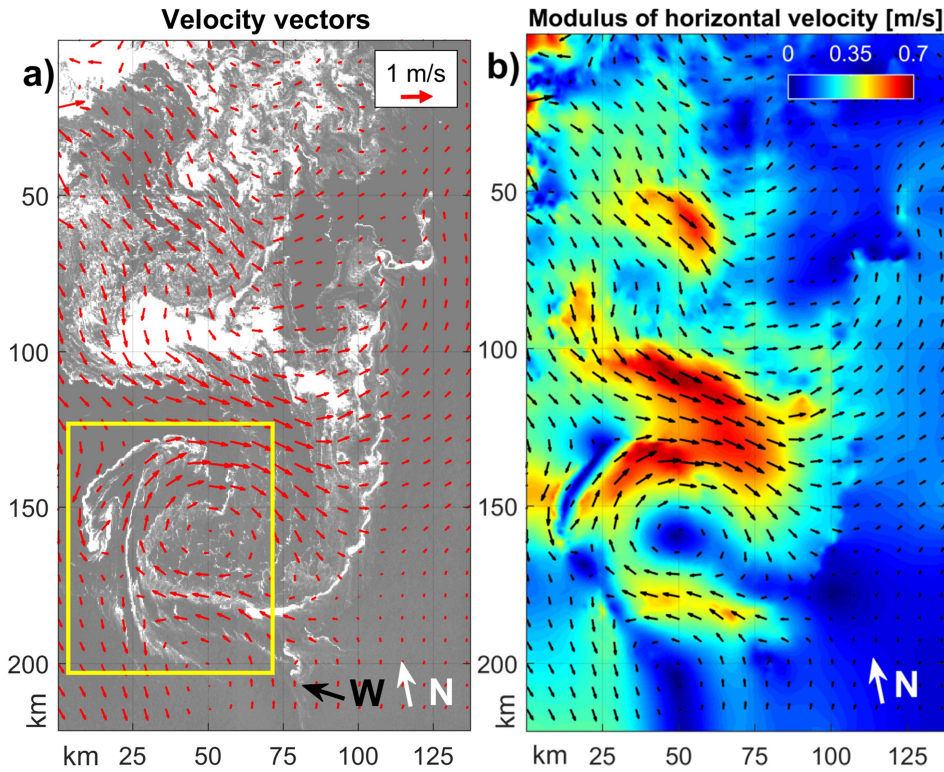 Velocity vectors
Modulus of horizontal velocity [m/s]
a)
1 m/s
b)
0 0.35 0.7
50
100
150
200
km
W
N
km 25 50 75 100 125
50
100
150
200
km
N
km 25 50 75 100 125